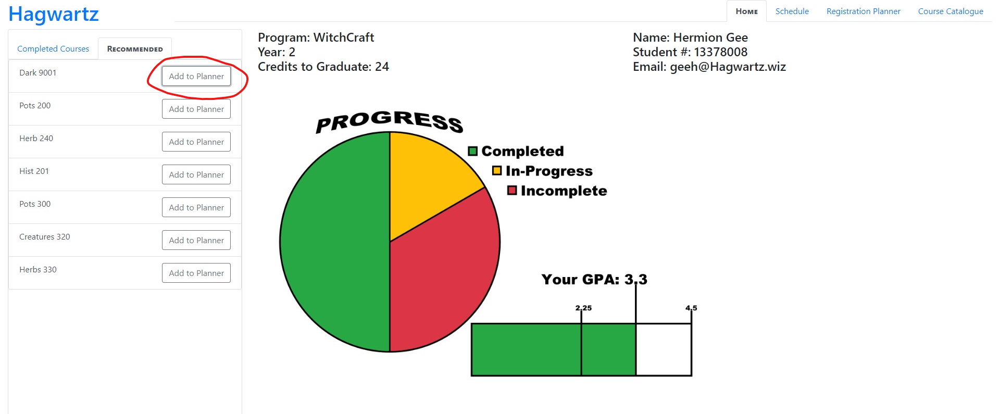 Hagwartz
Home Schedule Registration Planner Course Catalogue
Completed Courses Recommended
Dark 9001 Add to Planner
Pots 200 Add to Planner
Herb 240 Add to Planner
Hist 201 Add to Planner
Pots 300 Add to Planner
Creatures 320 Add to Planner
Herbs 330 Add to Planner
Program: WitchCraft
Year: 2
Credits to Graduate: 24
Name: Hermion Gee
Student #: 13378008
Email: geeh@Hagwartz.wiz
PROGRESS
Completed
In-Progress
Incomplete
Your GPA: 3.3
2.25 4.5